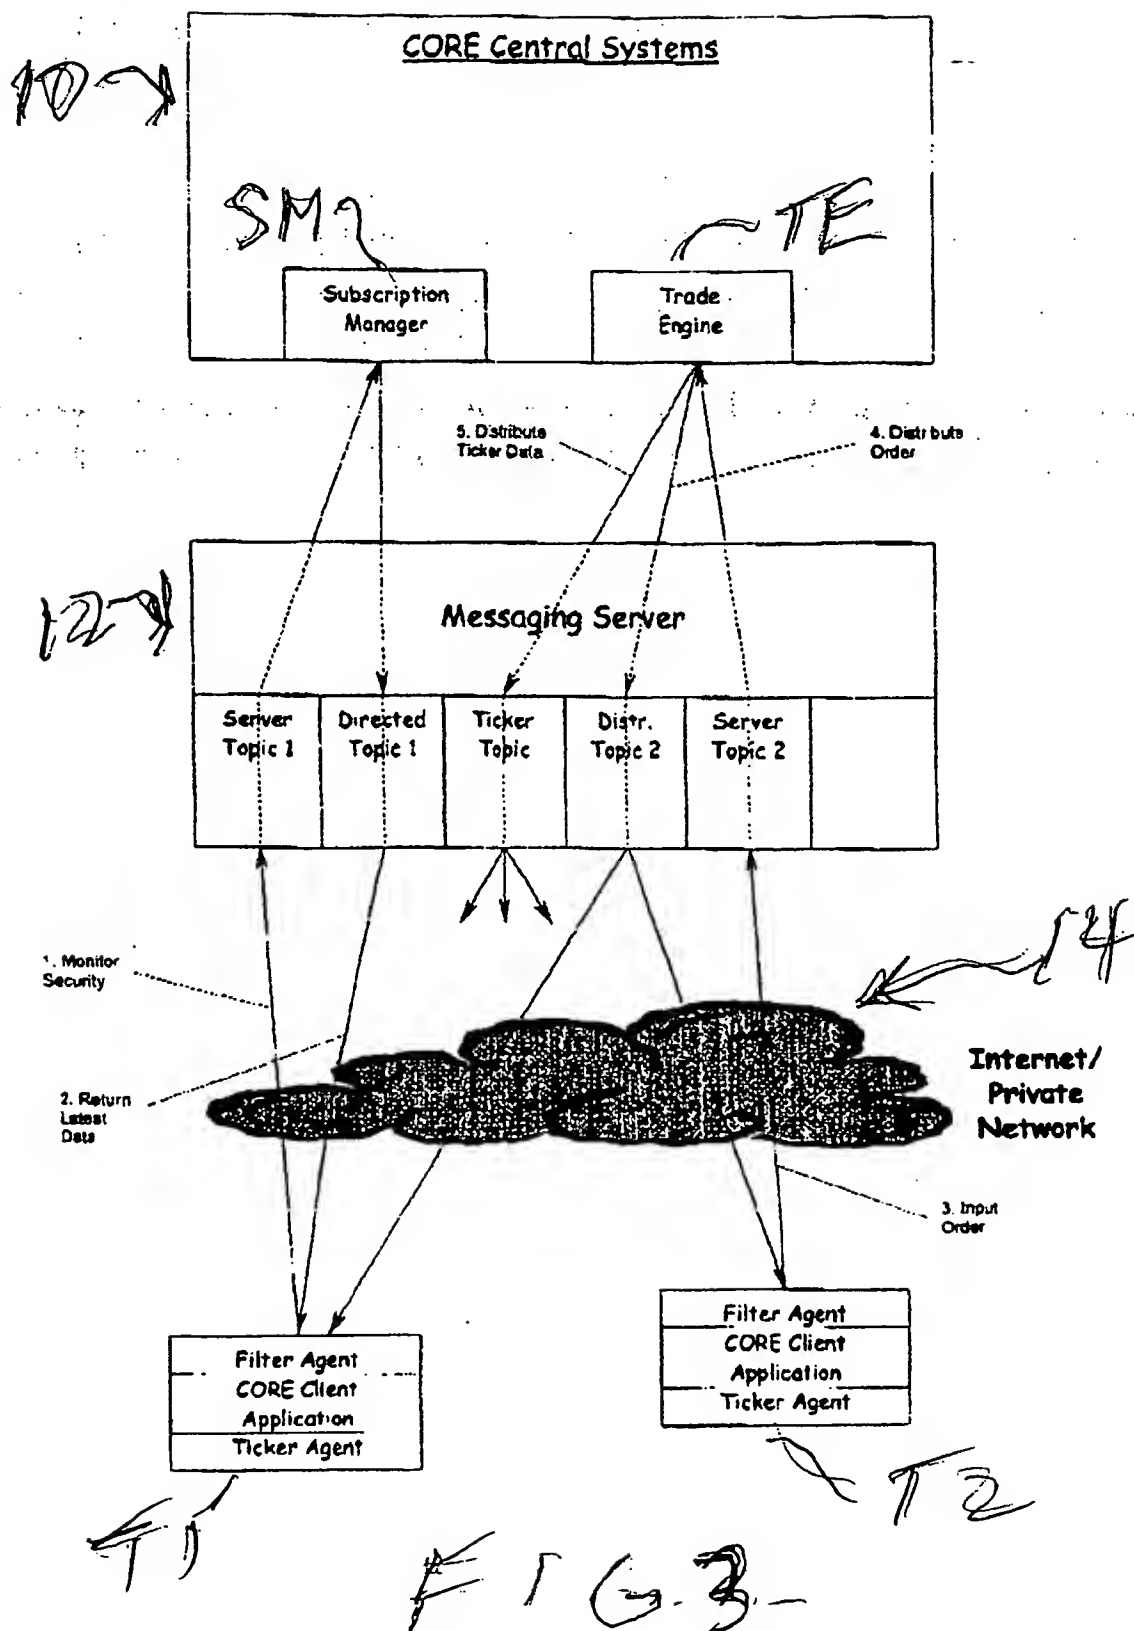 CORE Central Systems
10
SM
TE
Subscription
Manager
Trade
Engine
5. Distribute
Ticker Data
4. Distribute
Order
12
Messaging Server
Server
Topic 1
Directed
Topic 1
Ticker
Topic
Distr.
Topic 2
Server
Topic 2
1. Monitor
Security
14
2. Return
Latest
Data
Internet/
Private
Network
3. Input
Order
Filter Agent
CORE Client
Application
Ticker Agent
Filter Agent
CORE Client
Application
Ticker Agent
T1
T2
FIG.3